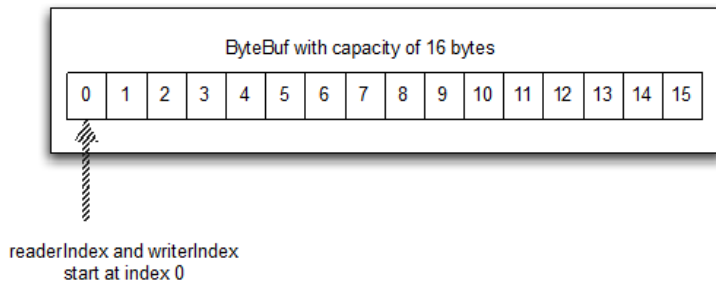 ByteBuf with capacity of 16 bytes
0 1 2 3 4 5 6 7 8 9 10 11 12 13 14 15
readerIndex and writerIndex
start at index 0